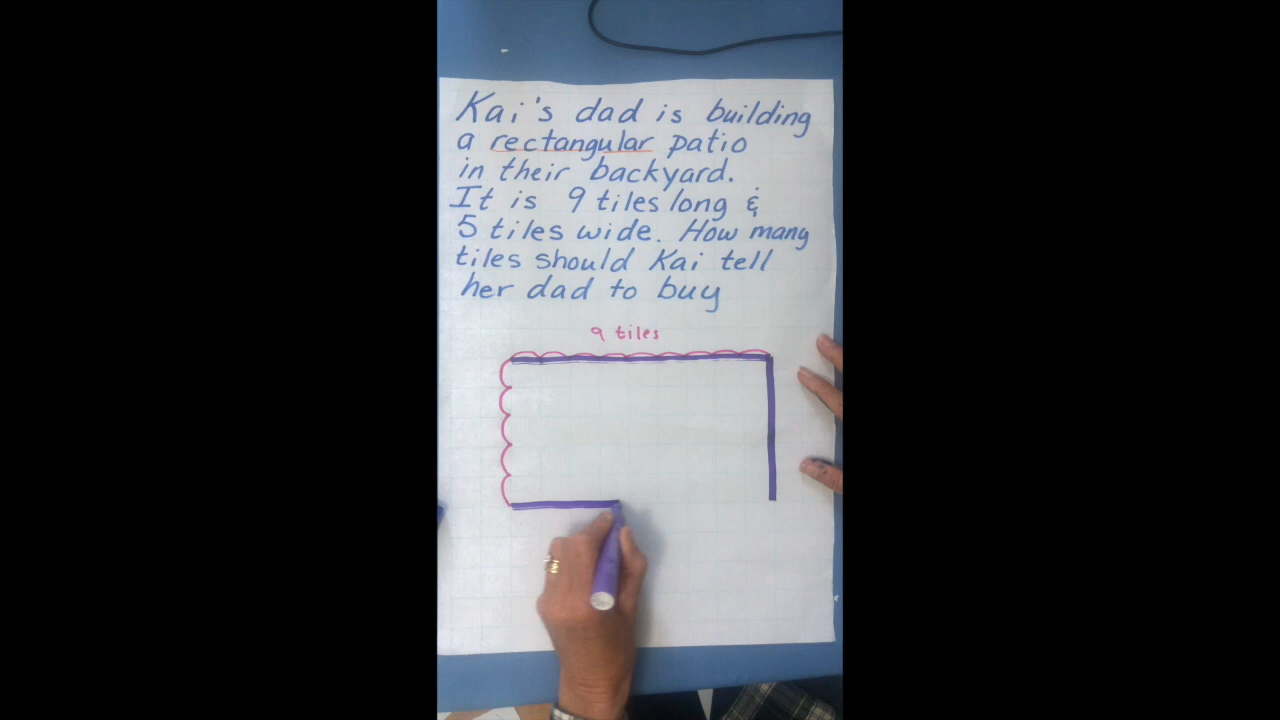 Kai's dad is building
a rectangular patio
in their backyard.
It is 9 tiles long &
5 tiles wide. How many
tiles should Kai tell
her dad to buy
9 tiles